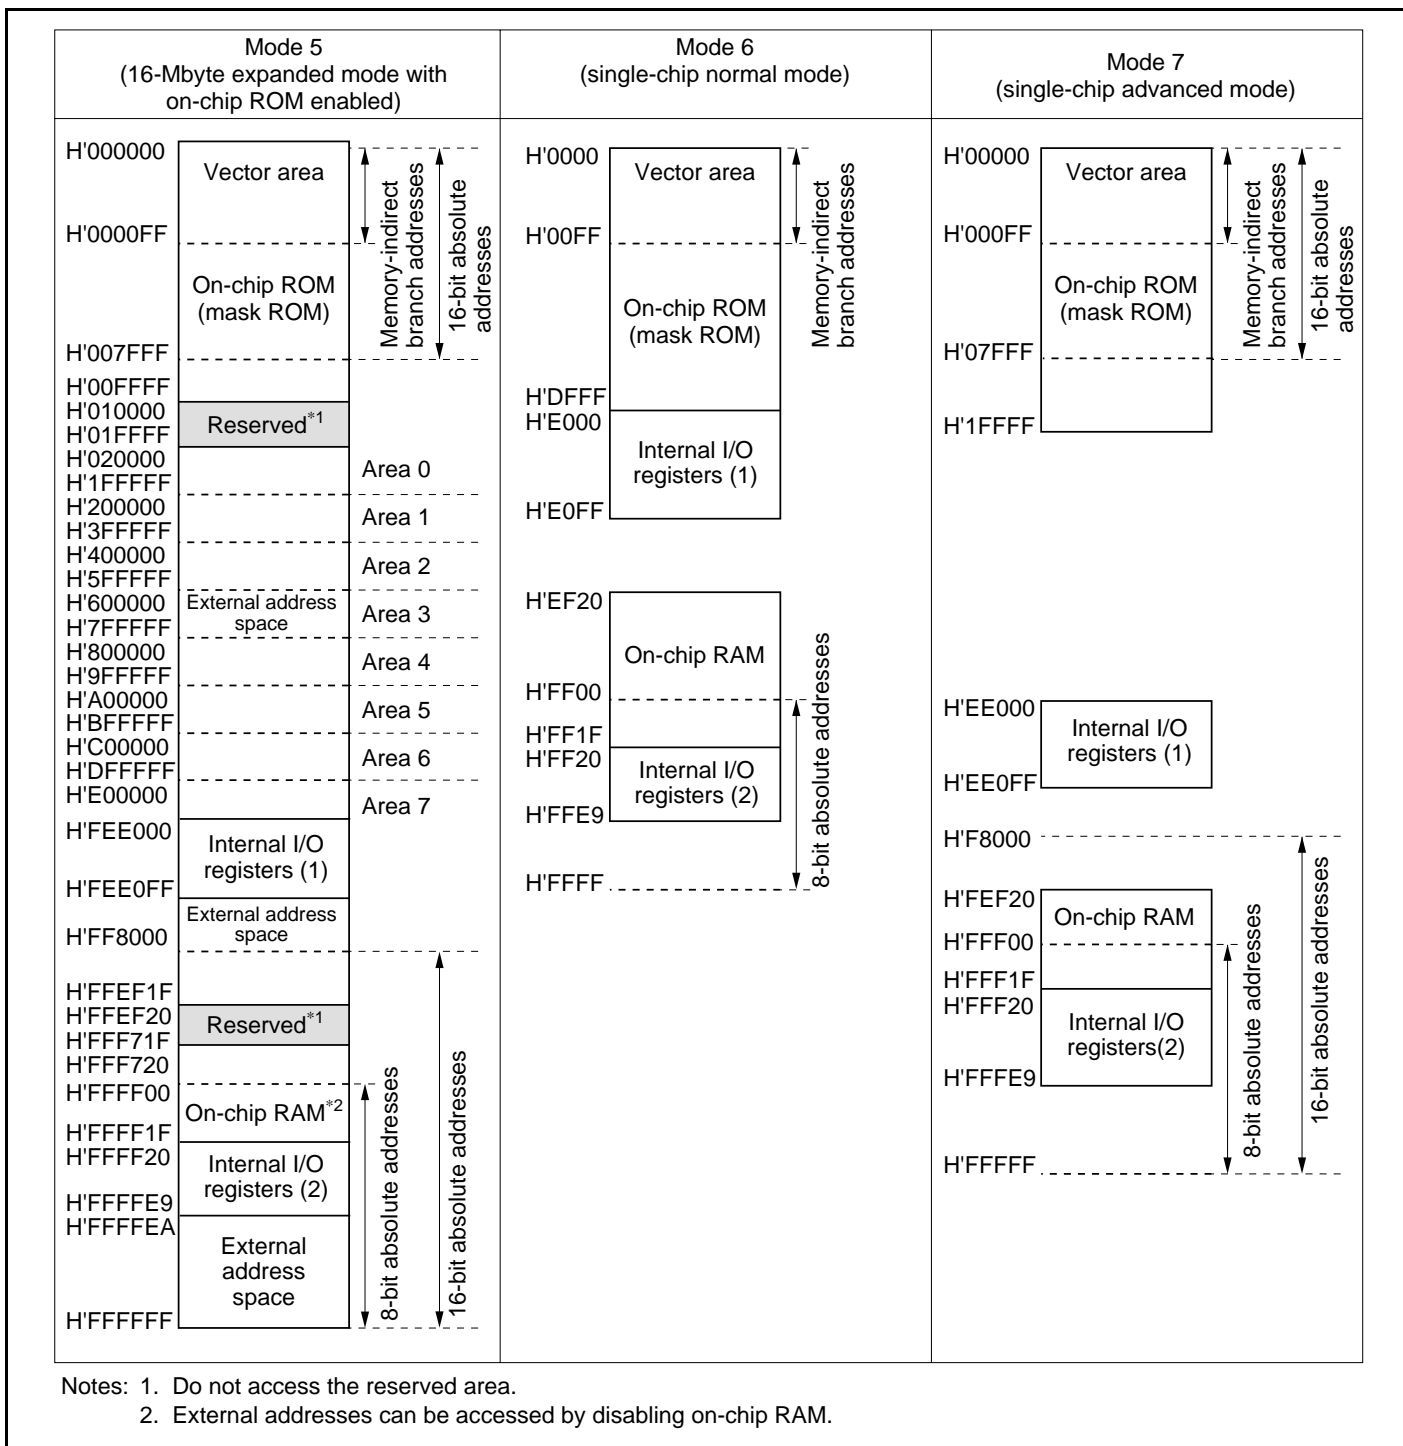 Mode 5
(16-Mbyte expanded mode with
on-chip ROM enabled)
H'000000
Vector area
H'0000FF
On-chip ROM
(mask ROM)
H'007FFF
H'00FFFF
H'010000
Reserved*1
H'01FFFF
H'020000
Area 0
H'1FFFFF
H'200000
Area 1
H'3FFFFF
H'400000
Area 2
H'5FFFFF
H'600000
External address
space
Area 3
H'7FFFFF
H'800000
Area 4
H'9FFFFF
H'A00000
Area 5
H'BFFFFF
H'C00000
Area 6
H'DFFFFF
H'E00000
Area 7
H'FEE000
Internal I/O
registers (1)
H'FEE0FF
External address
space
H'FF8000
H'FFEF1F
H'FFEF20
Reserved*1
H'FFF71F
H'FFF720
H'FFFF00
On-chip RAM*2
H'FFFF1F
H'FFFF20
Internal I/O
registers (2)
H'FFFFE9
H'FFFFEA
External
address
space
H'FFFFFF
Memory-indirect
branch addresses
16-bit absolute
addresses
8-bit absolute addresses
16-bit absolute addresses
Mode 6
(single-chip normal mode)
H'0000
Vector area
H'00FF
On-chip ROM
(mask ROM)
H'DFFF
H'E000
Internal I/O
registers (1)
H'E0FF
H'EF20
On-chip RAM
H'FF00
H'FF1F
H'FF20
Internal I/O
registers (2)
H'FFE9
H'FFFF
Memory-indirect
branch addresses
8-bit absolute addresses
Mode 7
(single-chip advanced mode)
H'00000
Vector area
H'000FF
On-chip ROM
(mask ROM)
H'07FFF
H'1FFFF
H'EE000
Internal I/O
registers (1)
H'EE0FF
H'F8000
H'FEF20
On-chip RAM
H'FFF00
H'FFF1F
H'FFF20
Internal I/O
registers(2)
H'FFFE9
H'FFFFF
Memory-indirect
branch addresses
16-bit absolute
addresses
8-bit absolute addresses
16-bit absolute addresses
Notes: 1. Do not access the reserved area.
2. External addresses can be accessed by disabling on-chip RAM.